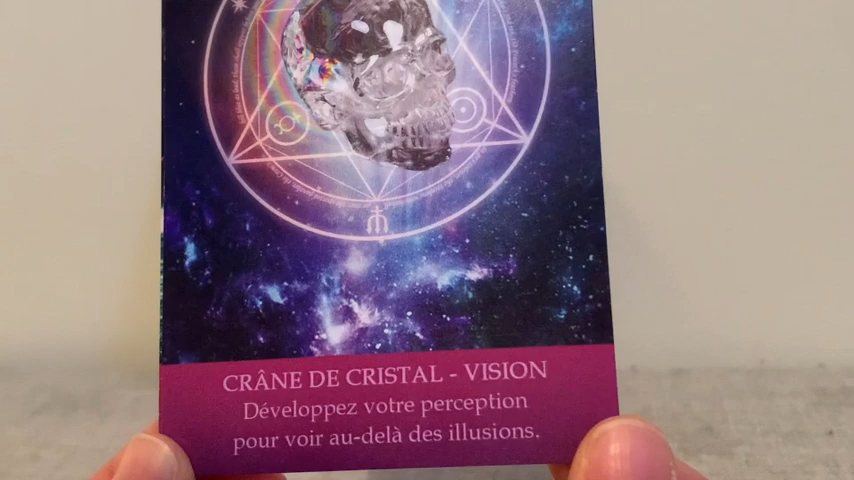 CRÂNE DE CRISTAL - VISION
Développez votre perception
pour voir au-delà des illusions.